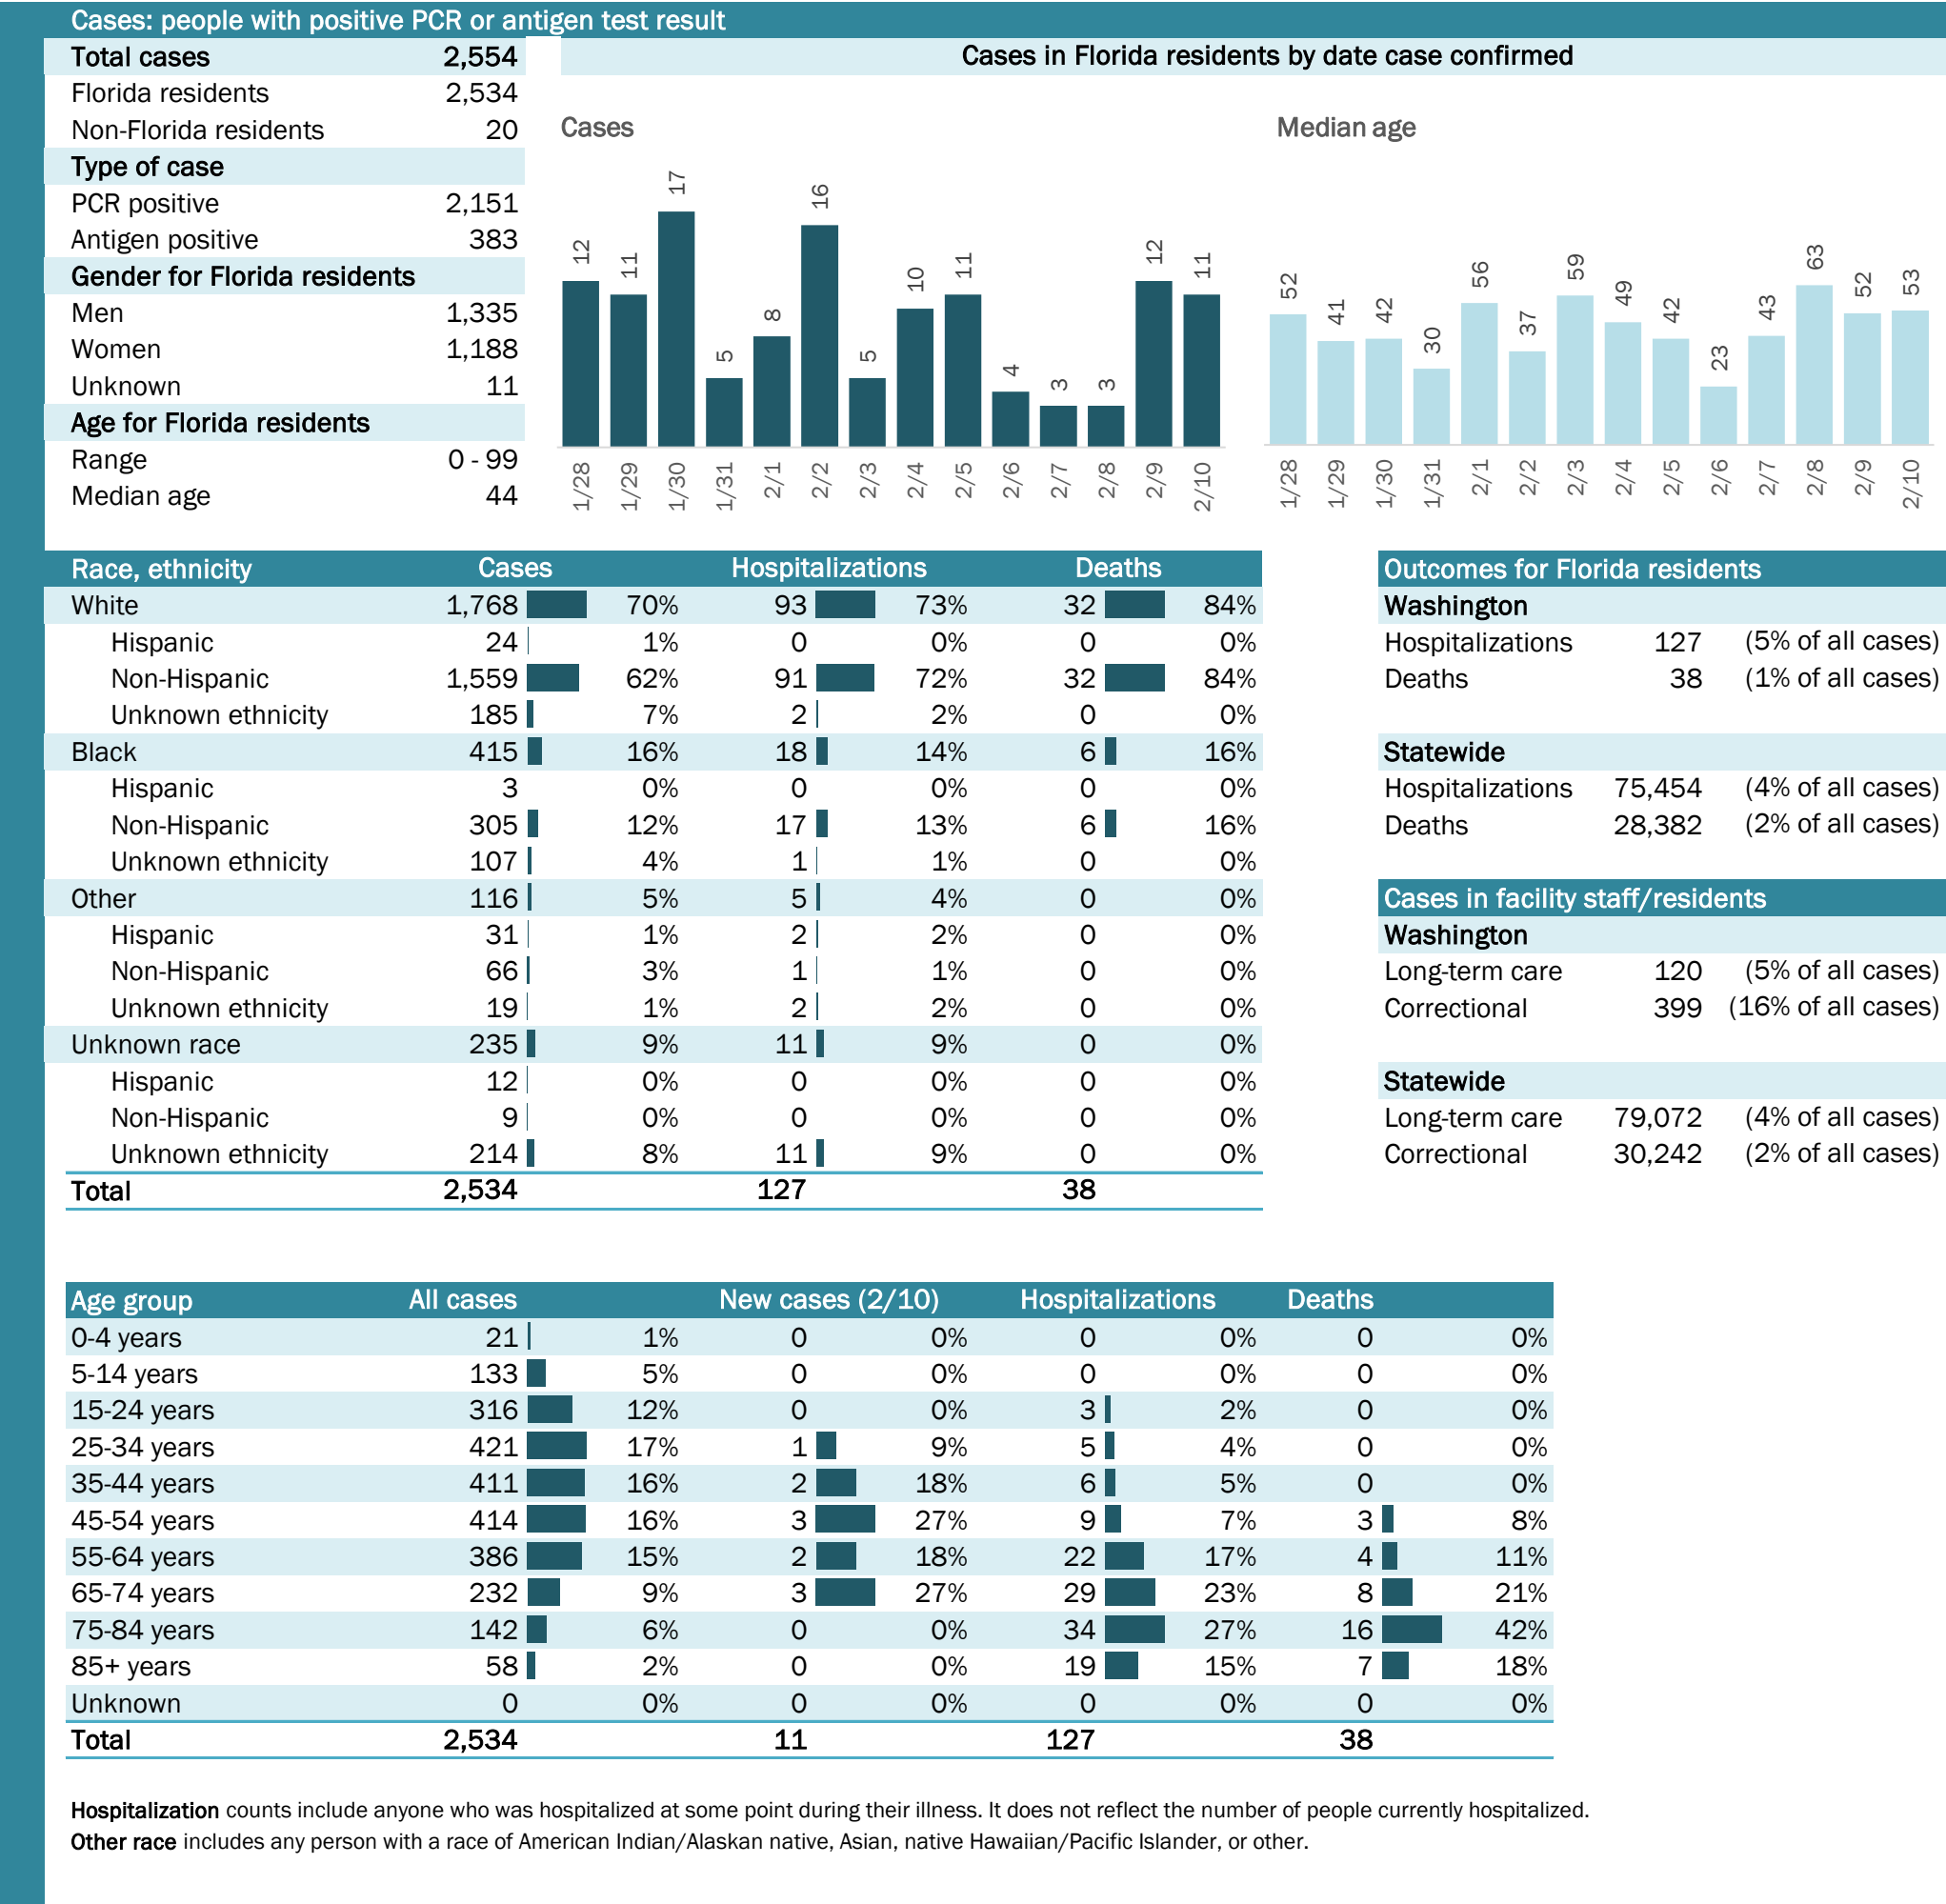 Cases: people with positive PCR or antigen test result
Total cases 2,554
Florida residents 2,534
Non-Florida residents 20
Type of case
PCR positive 2,151
Antigen positive 383
Gender for Florida residents
Men 1,335
Women 1,188
Unknown 11
Age for Florida residents
Range 0 - 99
Median age 44
Cases in Florida residents by date case confirmed
Cases
12 11 17 5 8 16 5 10 11 4 3 3 12 11
1/28 1/29 1/30 1/31 2/1 2/2 2/3 2/4 2/5 2/6 2/7 2/8 2/9 2/10
Median age
52 41 42 30 56 37 59 49 42 23 43 63 52 53
1/28 1/29 1/30 1/31 2/1 2/2 2/3 2/4 2/5 2/6 2/7 2/8 2/9 2/10
Race, ethnicity Cases Hospitalizations Deaths
White 1,768 70% 93 73% 32 84%
Hispanic 24 1% 0 0% 0 0%
Non-Hispanic 1,559 62% 91 72% 32 84%
Unknown ethnicity 185 7% 2 2% 0 0%
Black 415 16% 18 14% 6 16%
Hispanic 3 0% 0 0% 0 0%
Non-Hispanic 305 12% 17 13% 6 16%
Unknown ethnicity 107 4% 1 1% 0 0%
Other 116 5% 5 4% 0 0%
Hispanic 31 1% 2 2% 0 0%
Non-Hispanic 66 3% 1 1% 0 0%
Unknown ethnicity 19 1% 2 2% 0 0%
Unknown race 235 9% 11 9% 0 0%
Hispanic 12 0% 0 0% 0 0%
Non-Hispanic 9 0% 0 0% 0 0%
Unknown ethnicity 214 8% 11 9% 0 0%
Total 2,534 127 38
Outcomes for Florida residents
Washington
Hospitalizations 127 (5% of all cases)
Deaths 38 (1% of all cases)
Statewide
Hospitalizations 75,454 (4% of all cases)
Deaths 28,382 (2% of all cases)
Cases in facility staff/residents
Washington
Long-term care 120 (5% of all cases)
Correctional 399 (16% of all cases)
Statewide
Long-term care 79,072 (4% of all cases)
Correctional 30,242 (2% of all cases)
Age group All cases New cases (2/10) Hospitalizations Deaths
0-4 years 21 1% 0 0% 0 0% 0 0%
5-14 years 133 5% 0 0% 0 0% 0 0%
15-24 years 316 12% 0 0% 3 2% 0 0%
25-34 years 421 17% 1 9% 5 4% 0 0%
35-44 years 411 16% 2 18% 6 5% 0 0%
45-54 years 414 16% 3 27% 9 7% 3 8%
55-64 years 386 15% 2 18% 22 17% 4 11%
65-74 years 232 9% 3 27% 29 23% 8 21%
75-84 years 142 6% 0 0% 34 27% 16 42%
85+ years 58 2% 0 0% 19 15% 7 18%
Unknown 0 0% 0 0% 0 0% 0 0%
Total 2,534 11 127 38
Hospitalization counts include anyone who was hospitalized at some point during their illness. It does not reflect the number of people currently hospitalized.
Other race includes any person with a race of American Indian/Alaskan native, Asian, native Hawaiian/Pacific Islander, or other.